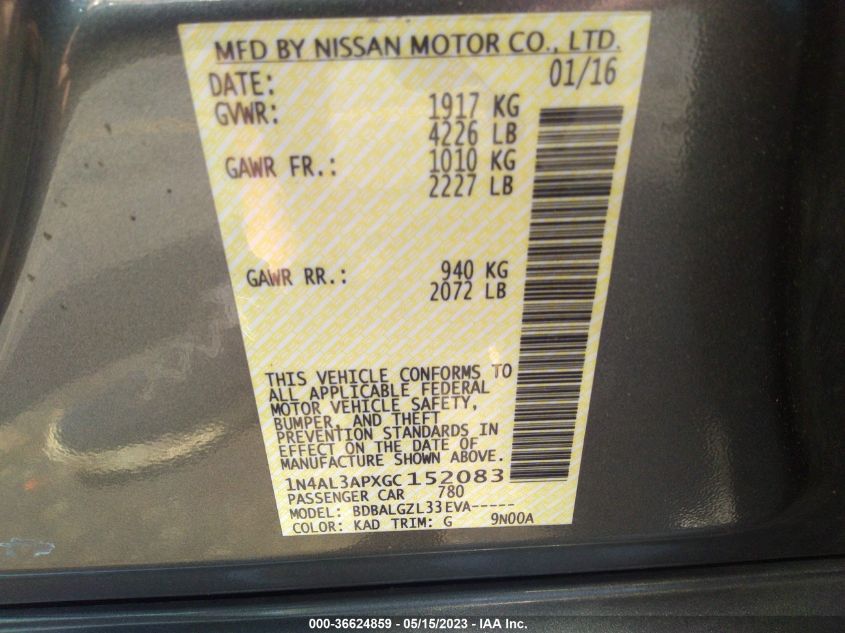 MFD BY NISSAN MOTOR CO., LTD.
DATE: 01/16
GVWR: 1917 KG
4226 LB
GAWR FR.: 1010 KG
2227 LB
GAWR RR.: 940 KG
2072 LB
THIS VEHICLE CONFORMS TO
ALL APPLICABLE FEDERAL
MOTOR VEHICLE SAFETY,
BUMPER, AND THEFT
PREVENTION STANDARDS IN
EFFECT ON THE DATE OF
MANUFACTURE SHOWN ABOVE.
1N4AL3APXGC152083
PASSENGER CAR 780
MODEL: BDBALGZL33EVA-----
COLOR: KAD TRIM: G 9N00A
000-36624859 - 05/15/2023 - IAA Inc.